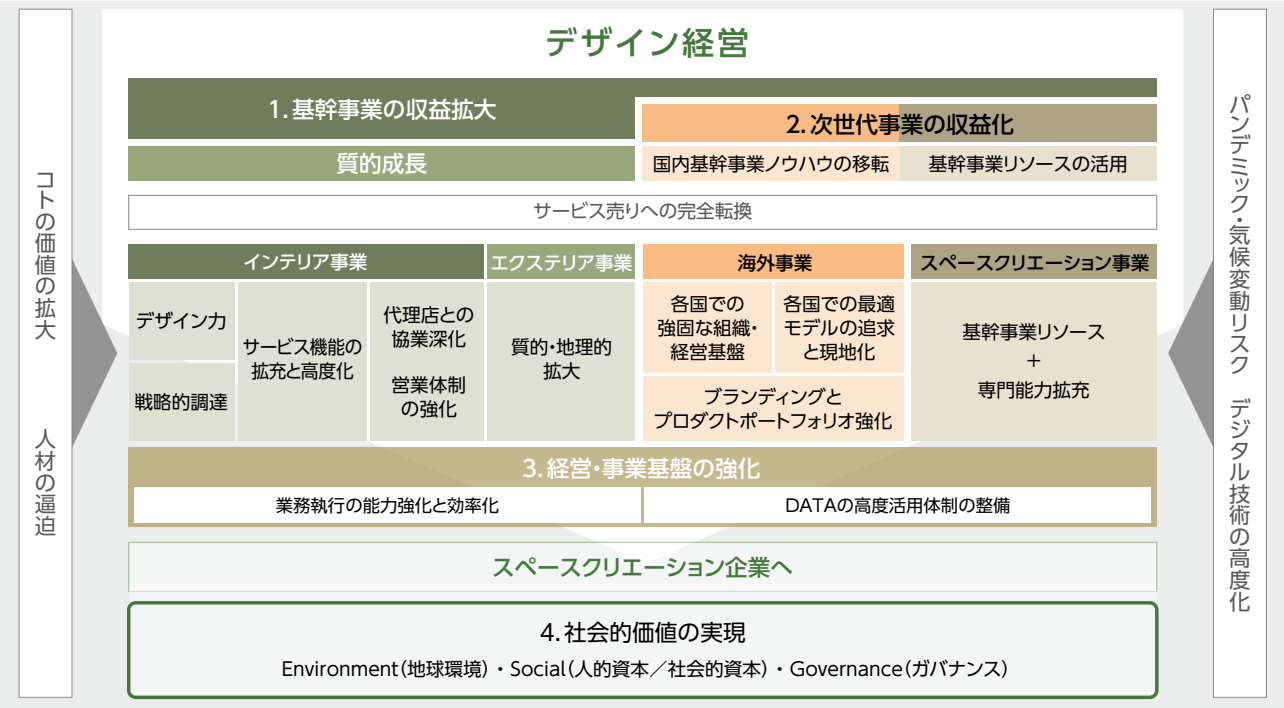 デザイン経営
コトの価値の拡大
人材の逼迫
1.基幹事業の収益拡大
2.次世代事業の収益化
質的成長
国内基幹事業ノウハウの移転
基幹事業リソースの活用
サービス売りへの完全転換
インテリア事業
エクステリア事業
海外事業
スペースクリエーション事業
デザイン力
戦略的調達
サービス機能の
拡充と高度化
代理店との
協業深化
営業体制
の強化
質的・地理的
拡大
各国での
強固な組織・
経営基盤
各国での最適
モデルの追求
と現地化
ブランディングと
プロダクトポートフォリオ強化
基幹事業リソース
+
専門能力拡充
3.経営・事業基盤の強化
業務執行の能力強化と効率化
DATAの高度活用体制の整備
スペースクリエーション企業へ
4.社会的価値の実現
Environment(地球環境)・Social(人的資本/社会的資本)・Governance(ガバナンス)
パンデミック・気候変動リスク
デジタル技術の高度化